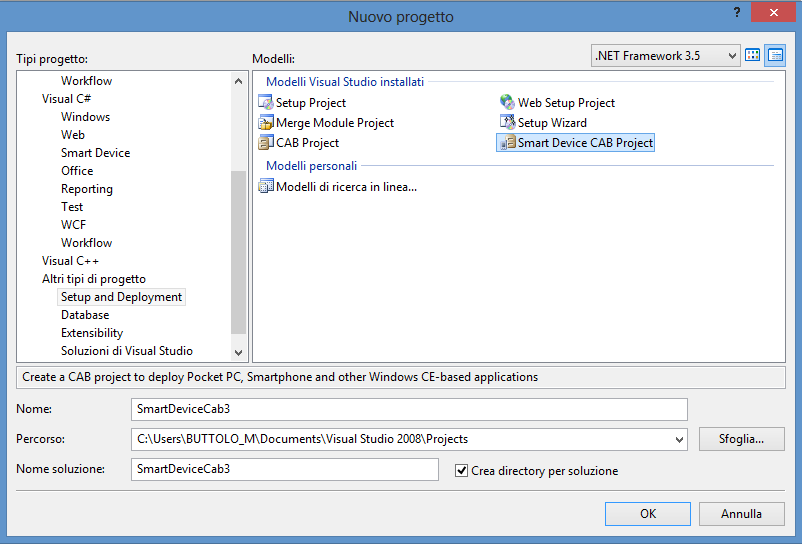 Nuovo progetto
?
Tipi progetto:
Modelli:
.NET Framework 3.5
Workflow
Visual C#
Windows
Web
Smart Device
Office
Reporting
Test
WCF
Workflow
Visual C++
Altri tipi di progetto
Setup and Deployment
Database
Extensibility
Soluzioni di Visual Studio
Modelli Visual Studio installati
Setup Project
Web Setup Project
Merge Module Project
Setup Wizard
CAB Project
Smart Device CAB Project
Modelli personali
Modelli di ricerca in linea...
Create a CAB project to deploy Pocket PC, Smartphone and other Windows CE-based applications
Nome:
SmartDeviceCab3
Percorso:
C:\Users\BUTTOLO_M\Documents\Visual Studio 2008\Projects
Sfoglia...
Nome soluzione:
SmartDeviceCab3
Crea directory per soluzione
OK
Annulla